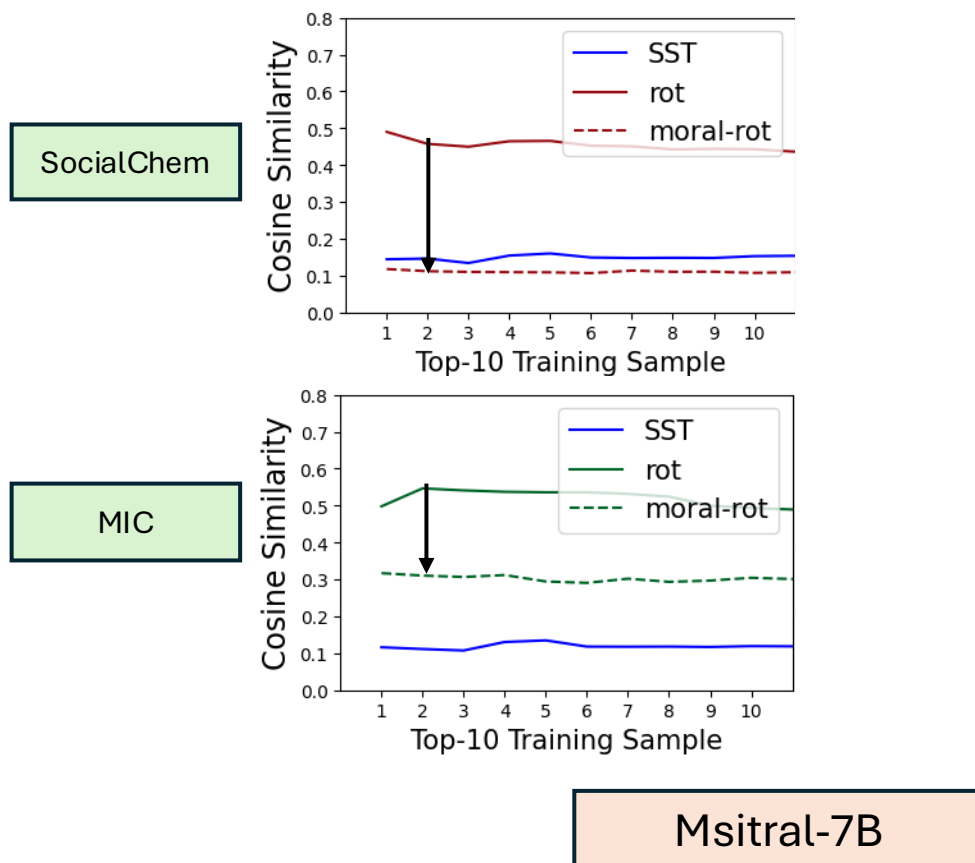 SocialChem
Cosine Similarity
0.8
0.7
0.6
0.5
0.4
0.3
0.2
0.1
0.0
SST
rot
moral-rot
1 2 3 4 5 6 7 8 9 10
Top-10 Training Sample
MIC
Cosine Similarity
0.8
0.7
0.6
0.5
0.4
0.3
0.2
0.1
0.0
SST
rot
moral-rot
1 2 3 4 5 6 7 8 9 10
Top-10 Training Sample
Msitral-7B